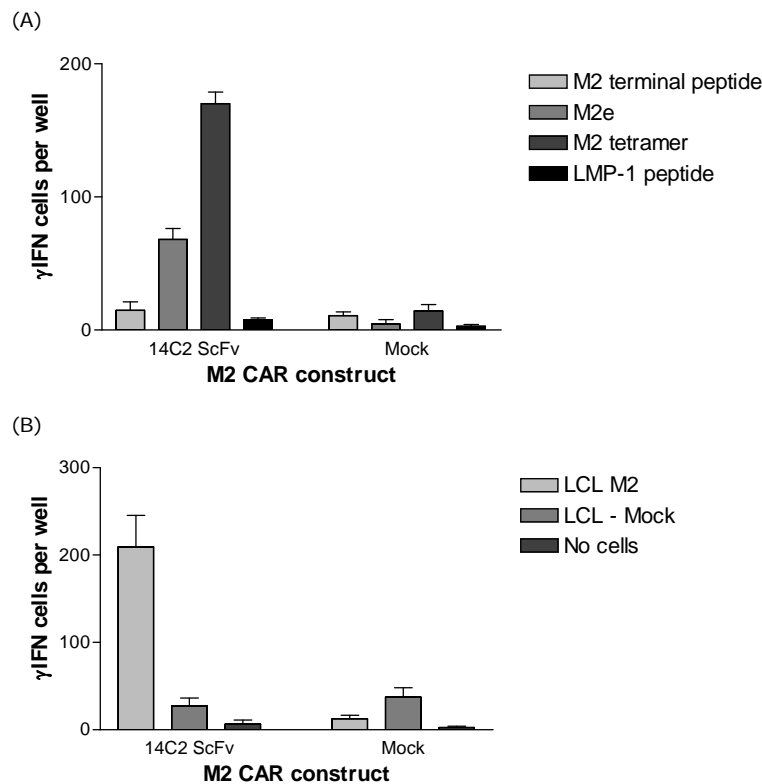 (A)
γIFN cells per well
200
100
0
14C2 ScFv
Mock
M2 CAR construct
M2 terminal peptide
M2e
M2 tetramer
LMP-1 peptide
(B)
γIFN cells per well
300
200
100
0
14C2 ScFv
Mock
M2 CAR construct
LCL M2
LCL - Mock
No cells